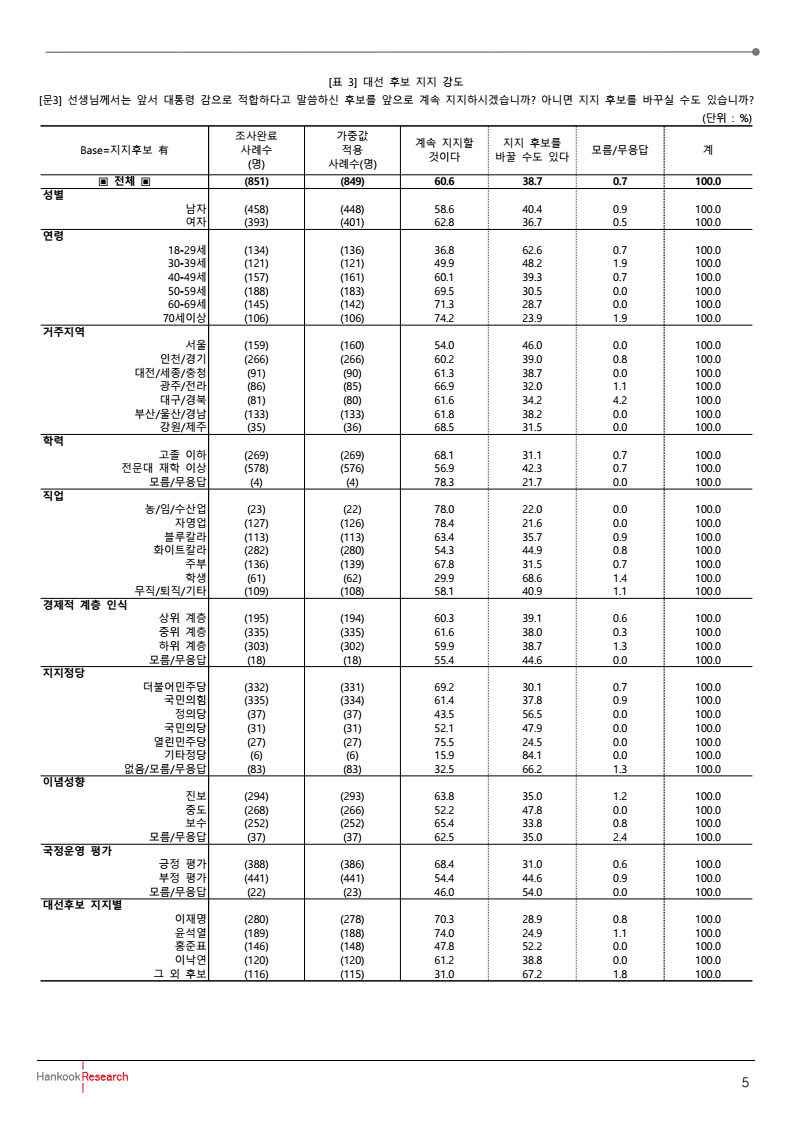 [표 3] 대선 후보 지지 강도
[문3] 선생님께서는 앞서 대통령 감으로 적합하다고 말씀하신 후보를 앞으로 계속 지지하시겠습니까? 아니면 지지 후보를 바꾸실 수도 있습니까?
(단위 : %)
Base=지지후보 有 조사완료 사례수 (명) 가중값 적용 사례수(명) 계속 지지할 것이다 지지 후보를 바꿀 수도 있다 모름/무응답 계
▣ 전체 ▣ (851) (849) 60.6 38.7 0.7 100.0
성별
남자 (458) (448) 58.6 40.4 0.9 100.0
여자 (393) (401) 62.8 36.7 0.5 100.0
연령
18-29세 (134) (136) 36.8 62.6 0.7 100.0
30-39세 (121) (121) 49.9 48.2 1.9 100.0
40-49세 (157) (161) 60.1 39.3 0.7 100.0
50-59세 (188) (183) 69.5 30.5 0.0 100.0
60-69세 (145) (142) 71.3 28.7 0.0 100.0
70세이상 (106) (106) 74.2 23.9 1.9 100.0
거주지역
서울 (159) (160) 54.0 46.0 0.0 100.0
인천/경기 (266) (266) 60.2 39.0 0.8 100.0
대전/세종/충청 (91) (90) 61.3 38.7 0.0 100.0
광주/전라 (86) (85) 66.9 32.0 1.1 100.0
대구/경북 (81) (80) 61.6 34.2 4.2 100.0
부산/울산/경남 (133) (133) 61.8 38.2 0.0 100.0
강원/제주 (35) (36) 68.5 31.5 0.0 100.0
학력
고졸 이하 (269) (269) 68.1 31.1 0.7 100.0
전문대 재학 이상 (578) (576) 56.9 42.3 0.7 100.0
모름/무응답 (4) (4) 78.3 21.7 0.0 100.0
직업
농/임/수산업 (23) (22) 78.0 22.0 0.0 100.0
자영업 (127) (126) 78.4 21.6 0.0 100.0
블루칼라 (113) (113) 63.4 35.7 0.9 100.0
화이트칼라 (282) (280) 54.3 44.9 0.8 100.0
주부 (136) (139) 67.8 31.5 0.7 100.0
학생 (61) (62) 29.9 68.6 1.4 100.0
무직/퇴직/기타 (109) (108) 58.1 40.9 1.1 100.0
경제적 계층 인식
상위 계층 (195) (194) 60.3 39.1 0.6 100.0
중위 계층 (335) (335) 61.6 38.0 0.3 100.0
하위 계층 (303) (302) 59.9 38.7 1.3 100.0
모름/무응답 (18) (18) 55.4 44.6 0.0 100.0
지지정당
더불어민주당 (332) (331) 69.2 30.1 0.7 100.0
국민의힘 (335) (334) 61.4 37.8 0.9 100.0
정의당 (37) (37) 43.5 56.5 0.0 100.0
국민의당 (31) (31) 52.1 47.9 0.0 100.0
열린민주당 (27) (27) 75.5 24.5 0.0 100.0
기타정당 (6) (6) 15.9 84.1 0.0 100.0
없음/모름/무응답 (83) (83) 32.5 66.2 1.3 100.0
이념성향
진보 (294) (293) 63.8 35.0 1.2 100.0
중도 (268) (266) 52.2 47.8 0.0 100.0
보수 (252) (252) 65.4 33.8 0.8 100.0
모름/무응답 (37) (37) 62.5 35.0 2.4 100.0
국정운영 평가
긍정 평가 (388) (386) 68.4 31.0 0.6 100.0
부정 평가 (441) (441) 54.4 44.6 0.9 100.0
모름/무응답 (22) (23) 46.0 54.0 0.0 100.0
대선후보 지지별
이재명 (280) (278) 70.3 28.9 0.8 100.0
윤석열 (189) (188) 74.0 24.9 1.1 100.0
홍준표 (146) (148) 47.8 52.2 0.0 100.0
이낙연 (120) (120) 61.2 38.8 0.0 100.0
그 외 후보 (116) (115) 31.0 67.2 1.8 100.0
Hankook Research
5